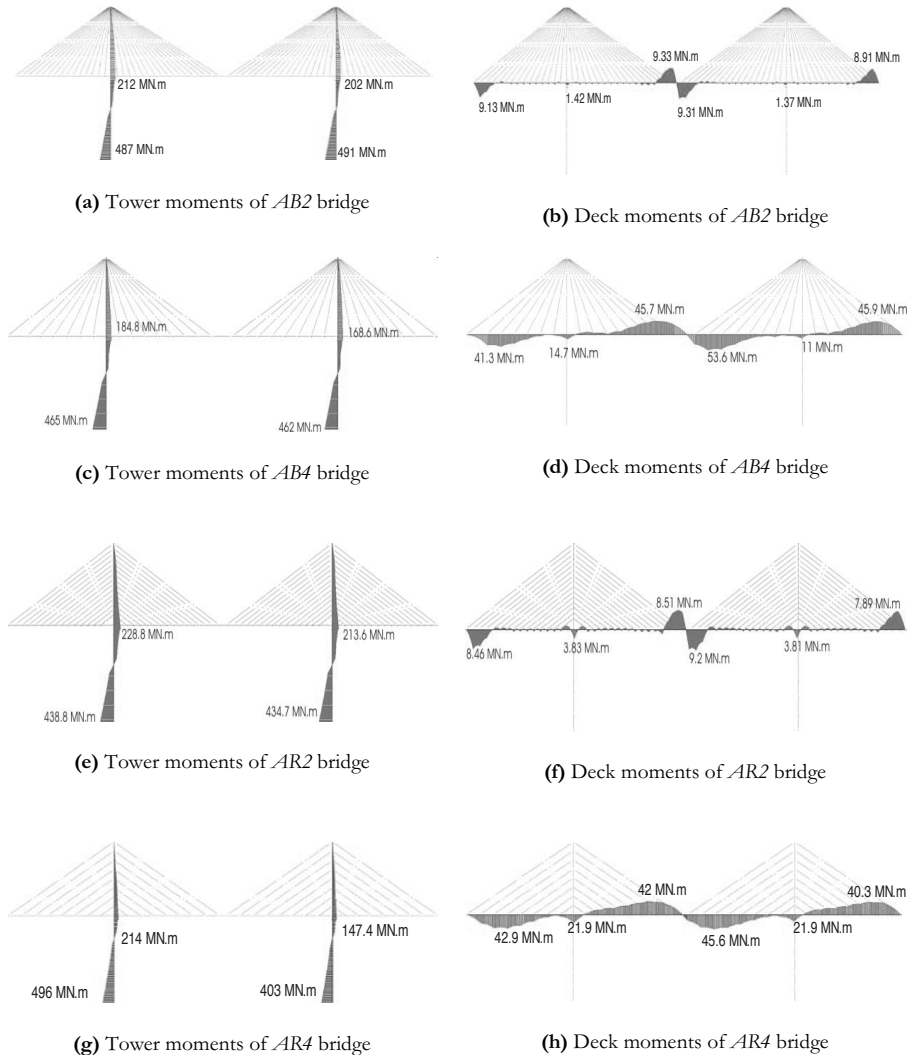 212 MN.m
202 MN.m
487 MN.m
491 MN.m
(a) Tower moments of AB2 bridge
9.33 MN.m
8.91 MN.m
9.13 MN.m
1.42 MN.m
9.31 MN.m
1.37 MN.m
(b) Deck moments of AB2 bridge
184.8 MN.m
168.6 MN.m
465 MN.m
462 MN.m
(c) Tower moments of AB4 bridge
45.7 MN.m
45.9 MN.m
41.3 MN.m
14.7 MN.m
53.6 MN.m
11 MN.m
(d) Deck moments of AB4 bridge
228.8 MN.m
213.6 MN.m
438.8 MN.m
434.7 MN.m
(e) Tower moments of AR2 bridge
8.51 MN.m
7.89 MN.m
8.46 MN.m
3.83 MN.m
9.2 MN.m
3.81 MN.m
(f) Deck moments of AR2 bridge
214 MN.m
147.4 MN.m
496 MN.m
403 MN.m
(g) Tower moments of AR4 bridge
42 MN.m
40.3 MN.m
42.9 MN.m
21.9 MN.m
45.6 MN.m
21.9 MN.m
(h) Deck moments of AR4 bridge